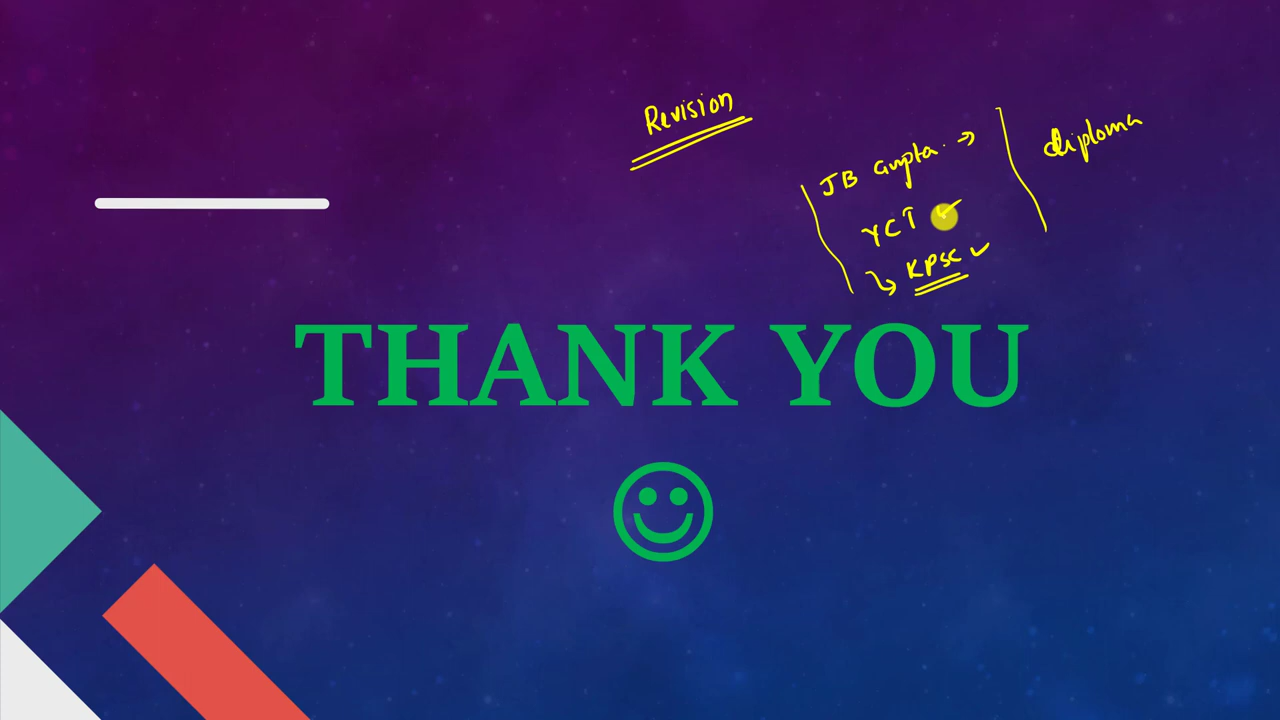 Revision
JB Gupta →
diploma
YCT ✓
↳ KPSC ✓
THANK YOU